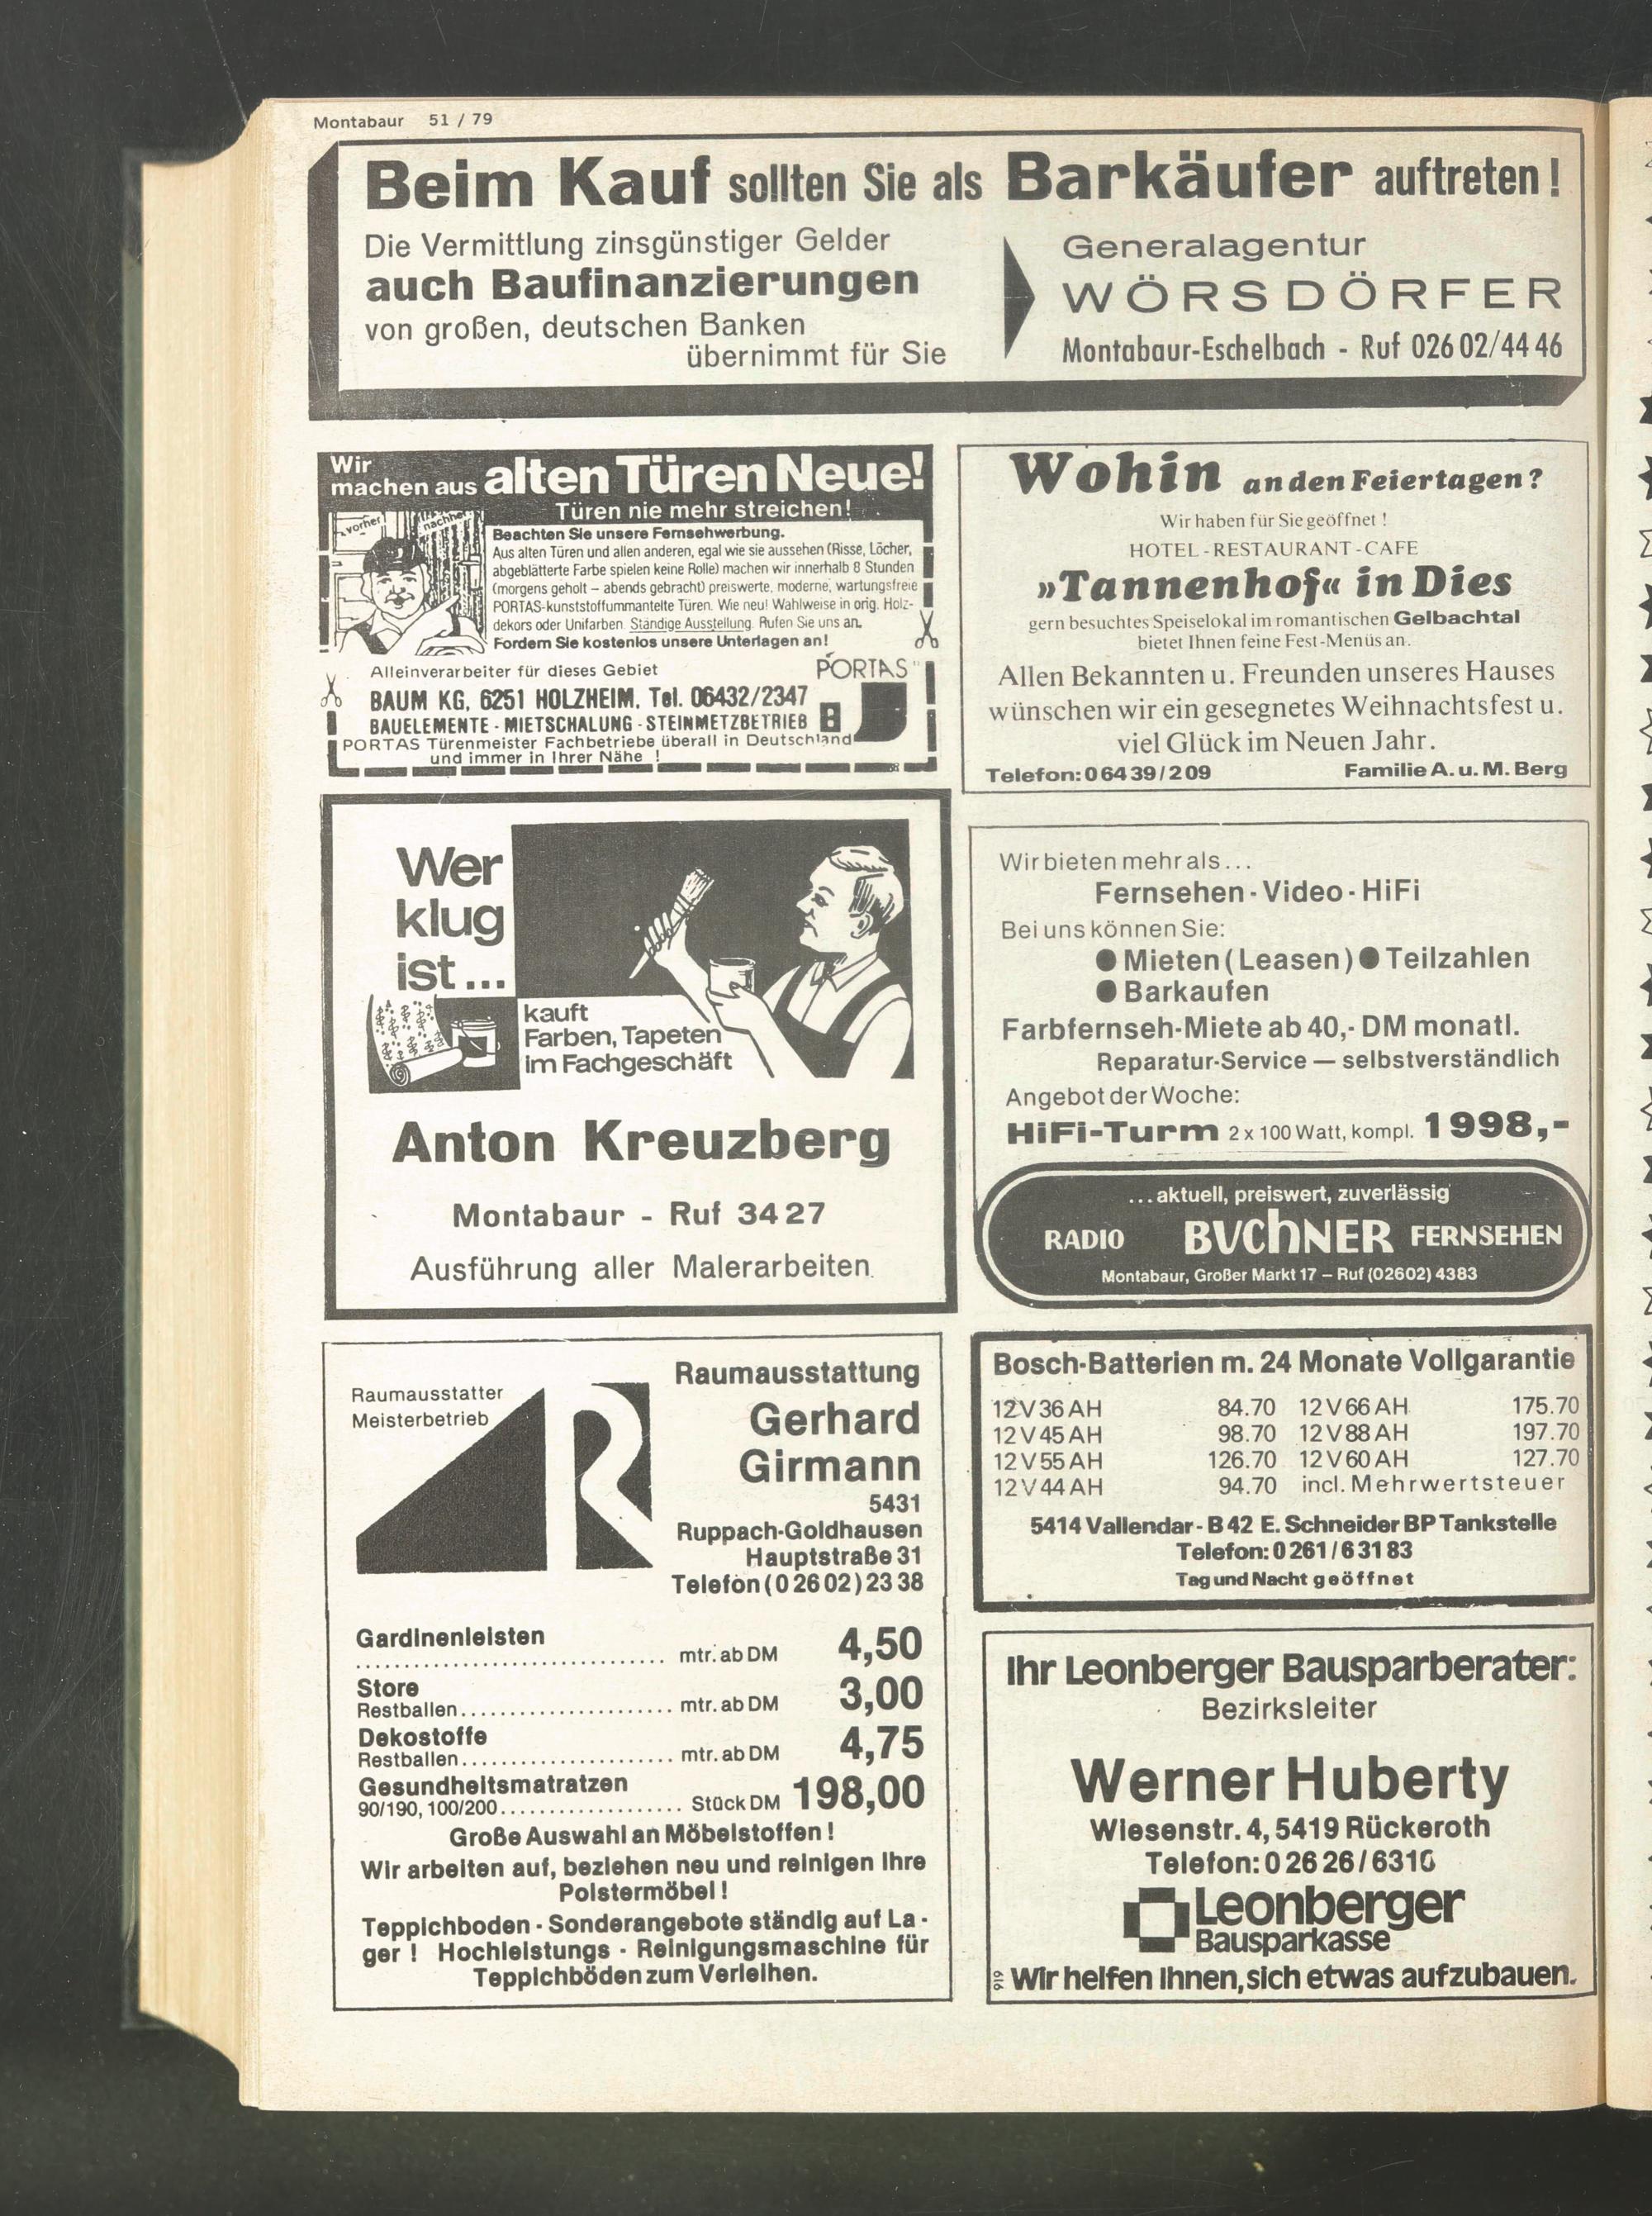 Montabaur 51 / 79
Beim Kauf sollten Sie als Barkäufer auftreten!
Die Vermittlung zinsgünstiger Gelder
auch Baufinanzierungen
von großen, deutschen Banken
übernimmt für Sie
Generalagentur
WÖRSDÖRFER
Montabaur-Eschelbach - Ruf 026 02/44 46
Wir
machen aus alten Türen Neue!
Türen nie mehr streichen!
vorher
nachher
Beachten Sie unsere Fernsehwerbung.
Aus alten Türen und allen anderen, egal wie sie aussehen (Risse, Löcher,
abgeblätterte Farbe spielen keine Rolle) machen wir innerhalb 8 Stunden
(morgens geholt – abends gebracht) preiswerte, moderne, wartungsfreie
PORTAS-kunststoffummantelte Türen. Wie neu! Wahlweise in orig. Holz-
dekors oder Unifarben. Ständige Ausstellung. Rufen Sie uns an.
Fordern Sie kostenlos unsere Unterlagen an!
Alleinverarbeiter für dieses Gebiet
PORTAS
BAUM KG, 6251 HOLZHEIM, Tel. 06432/2347
BAUELEMENTE - MIETSCHALUNG - STEINMETZBETRIEB
PORTAS Türenmeister Fachbetriebe überall in Deutschland
und immer in Ihrer Nähe !
Wohin an den Feiertagen?
Wir haben für Sie geöffnet !
HOTEL - RESTAURANT - CAFE
»Tannenhof« in Dies
gern besuchtes Speiselokal im romantischen Gelbachtal
bietet Ihnen feine Fest-Menüs an.
Allen Bekannten u. Freunden unseres Hauses
wünschen wir ein gesegnetes Weihnachtsfest u.
viel Glück im Neuen Jahr.
Telefon: 0 64 39 / 2 09 Familie A. u. M. Berg
Wer
klug
ist...
kauft
Farben, Tapeten
im Fachgeschäft
Anton Kreuzberg
Montabaur - Ruf 34 27
Ausführung aller Malerarbeiten
Wir bieten mehr als...
Fernsehen - Video - HiFi
Bei uns können Sie:
● Mieten (Leasen) ● Teilzahlen
● Barkaufen
Farbfernseh-Miete ab 40,- DM monatl.
Reparatur-Service — selbstverständlich
Angebot der Woche:
HiFi-Turm 2 x 100 Watt, kompl. 1998,-
...aktuell, preiswert, zuverlässig
RADIO BUCHNER FERNSEHEN
Montabaur, Großer Markt 17 – Ruf (02602) 4383
Raumausstatter
Meisterbetrieb
Raumausstattung
Gerhard
Girmann
5431
Ruppach-Goldhausen
Hauptstraße 31
Telefon (0 26 02) 23 38
Gardinenleisten
.............................. mtr. ab DM 4,50
Store
Restballen..................... mtr. ab DM 3,00
Dekostoffe
Restballen..................... mtr. ab DM 4,75
Gesundheitsmatratzen
90/190, 100/200.................. Stück DM 198,00
Große Auswahl an Möbelstoffen !
Wir arbeiten auf, beziehen neu und reinigen Ihre
Polstermöbel !
Teppichboden - Sonderangebote ständig auf La -
ger ! Hochleistungs - Reinigungsmaschine für
Teppichböden zum Verleihen.
Bosch-Batterien m. 24 Monate Vollgarantie
12 V 36 AH 84.70 12 V 66 AH 175.70
12 V 45 AH 98.70 12 V 88 AH 197.70
12 V 55 AH 126.70 12 V 60 AH 127.70
12 V 44 AH 94.70 incl. Mehrwertsteuer
5414 Vallendar - B 42 E. Schneider BP Tankstelle
Telefon: 0 261 / 6 31 83
Tag und Nacht geöffnet
Ihr Leonberger Bausparberater:
Bezirksleiter
Werner Huberty
Wiesenstr. 4, 5419 Rückeroth
Telefon: 0 26 26 / 6316
Leonberger
Bausparkasse
919
Wir helfen Ihnen, sich etwas aufzubauen.